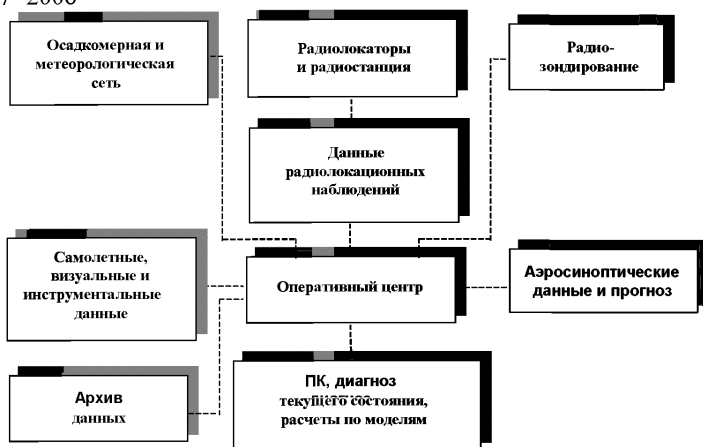 Осадкомерная и
метеорологическая
сеть
Радиолокаторы
и радиостанция
Радио-
зондирование
Данные
радиолокационных
наблюдений
Самолетные,
визуальные и
инструментальные
данные
Оперативный центр
Аэросиноптические
данные и прогноз
Архив
данных
ПК, диагноз
текущего состояния,
расчеты по моделям